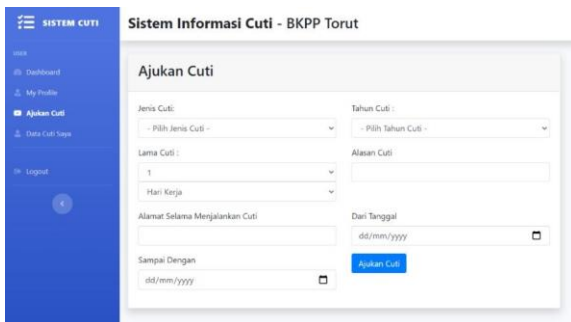 SISTEM CUTI
Sistem Informasi Cuti - BKPP Torut
USER
Dashboard
My Profile
Ajukan Cuti
Data Cuti Saya
Logout
Ajukan Cuti
Jenis Cuti:
- Pilih Jenis Cuti -
Tahun Cuti :
- Pilih Tahun Cuti -
Lama Cuti :
1
Hari Kerja
Alasan Cuti
Alamat Selama Menjalankan Cuti
Dari Tanggal
dd/mm/yyyy
Sampai Dengan
dd/mm/yyyy
Ajukan Cuti